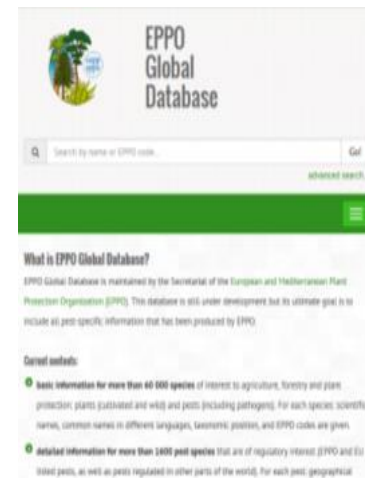 EPPO
Global
Database
Search by name or EPPO code...
Go!
advanced search
What is EPPO Global Database?
EPPO Global Database is maintained by the Secretariat of the European and Mediterranean Plant
Protection Organization (EPPO). This database is still under development but its ultimate goal is to
include all pest-specific information that has been produced by EPPO.
Current contents:
basic information for more than 60 000 species of interest to agriculture, forestry and plant
protection: plants (cultivated and wild) and pests (including pathogens). For each species: scientific
names, common names in different languages, taxonomic position, and EPPO codes are given.
detailed information for more than 1600 pest species that are of regulatory interest (EPPO and EU
listed pests, as well as pests regulated in other parts of the world). For each pest: geographical